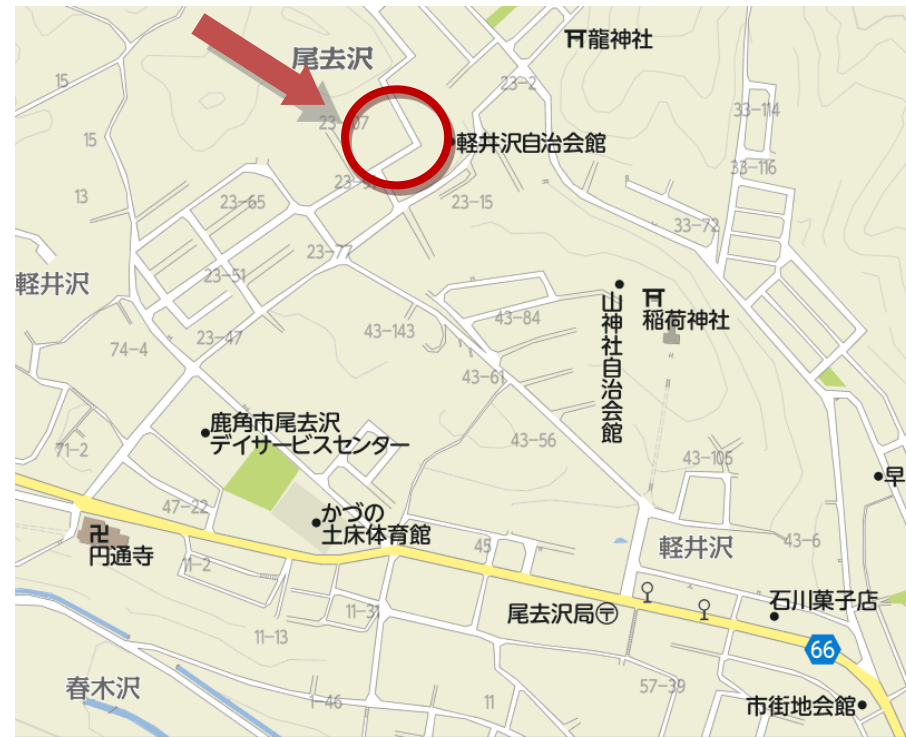 尾去沢
龍神社
15
23-2
33-114
15
軽井沢自治会館
33-116
13
23-65
23-15
33-72
23-77
軽井沢
23-51
山神社自治会館
稲荷神社
43-84
43-143
23-47
74-4
43-61
鹿角市尾去沢
デイサービスセンター
43-56
71-2
43-105
早
47-22
かづの
土床体育館
円通寺
45
軽井沢
43-6
11-2
石川菓子店
11-31
尾去沢局〒
11-13
66
春木沢
57-39
1-46
11
市街地会館